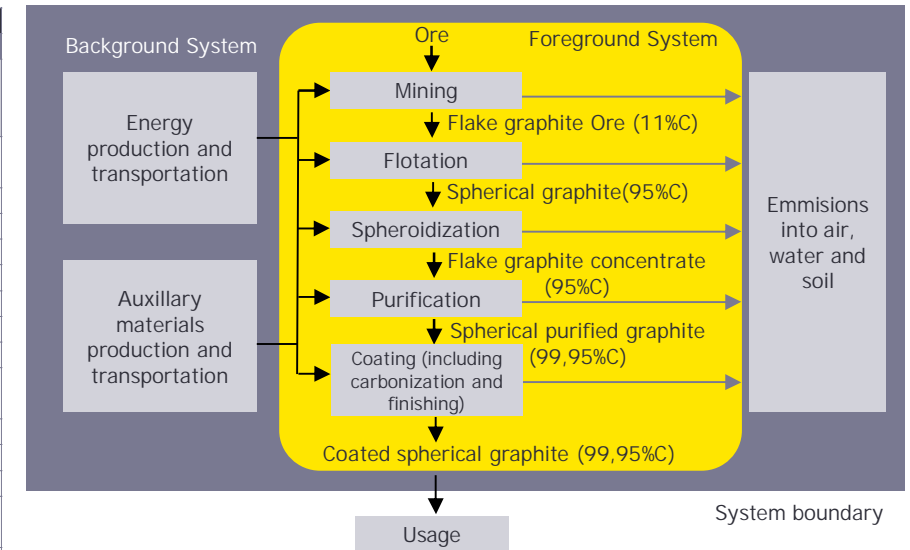 Background System
Ore
Foreground System
Energy
production and
transportation
Auxillary
materials
production and
transportation
Mining
Flake graphite Ore (11%C)
Flotation
Spherical graphite(95%C)
Spheroidization
Flake graphite concentrate
(95%C)
Purification
Spherical purified graphite
(99,95%C)
Coating (including
carbonization and
finishing)
Coated spherical graphite (99,95%C)
Emmisions
into air,
water and
soil
System boundary
Usage